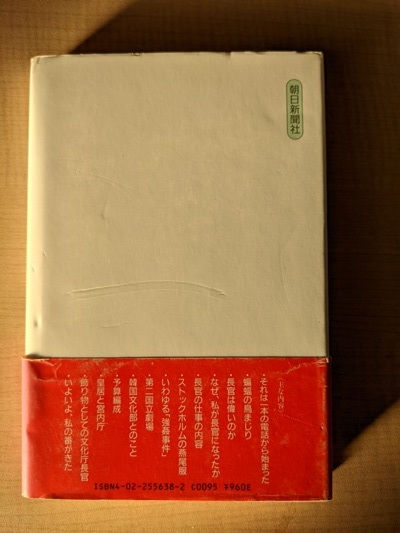 朝日新聞社
〔主な内容〕
・それは一本の電話から始まった
・蝙蝠の鳥まじり
・長官は偉いのか
・なぜ、私が長官になったか
・長官の仕事の内容
・ストックホルムの燕尾服
・いわゆる「強姦事件」
・第二国立劇場
・韓国文化部とのこと
・予算編成
・皇居と宮内庁
・飾り物としての文化庁長官
・いよいよ、私の番がきた
ISBN4-02-255638-2 C0095 ¥960E